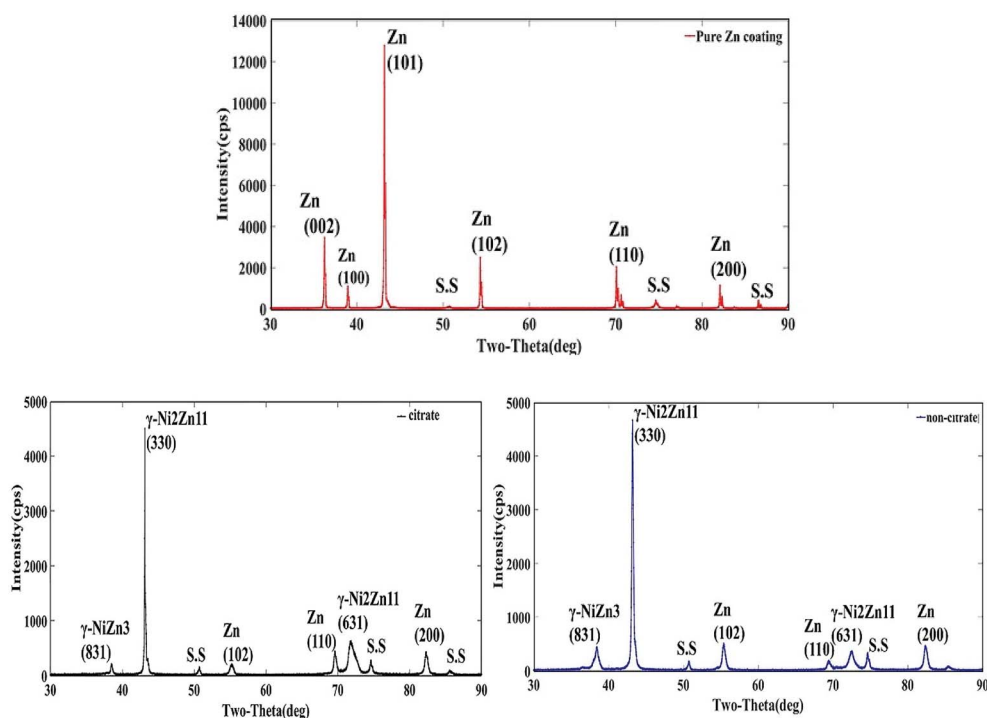 14000
12000
10000
8000
6000
4000
2000
0
Intensity(cps)
Pure Zn coating
Zn
(101)
Zn
(002)
Zn
(100)
S.S
Zn
(102)
Zn
(110)
S.S
Zn
(200)
S.S
30 40 50 60 70 80 90
Two-Theta(deg)
5000
4000
3000
2000
1000
0
Intensity(cps)
citrate
γ-Ni2Zn11
(330)
γ-NiZn3
(831)
S.S
Zn
(102)
Zn
(110)
γ-Ni2Zn11
(631)
S.S
Zn
(200)
S.S
30 40 50 60 70 80 90
Two-Theta(deg)
5000
4000
3000
2000
1000
0
Intensity(cps)
non-citrate
γ-Ni2Zn11
(330)
γ-NiZn3
(831)
S.S
Zn
(102)
Zn
(110)
γ-Ni2Zn11
(631)
S.S
Zn
(200)
30 40 50 60 70 80 90
Two-Theta(deg)